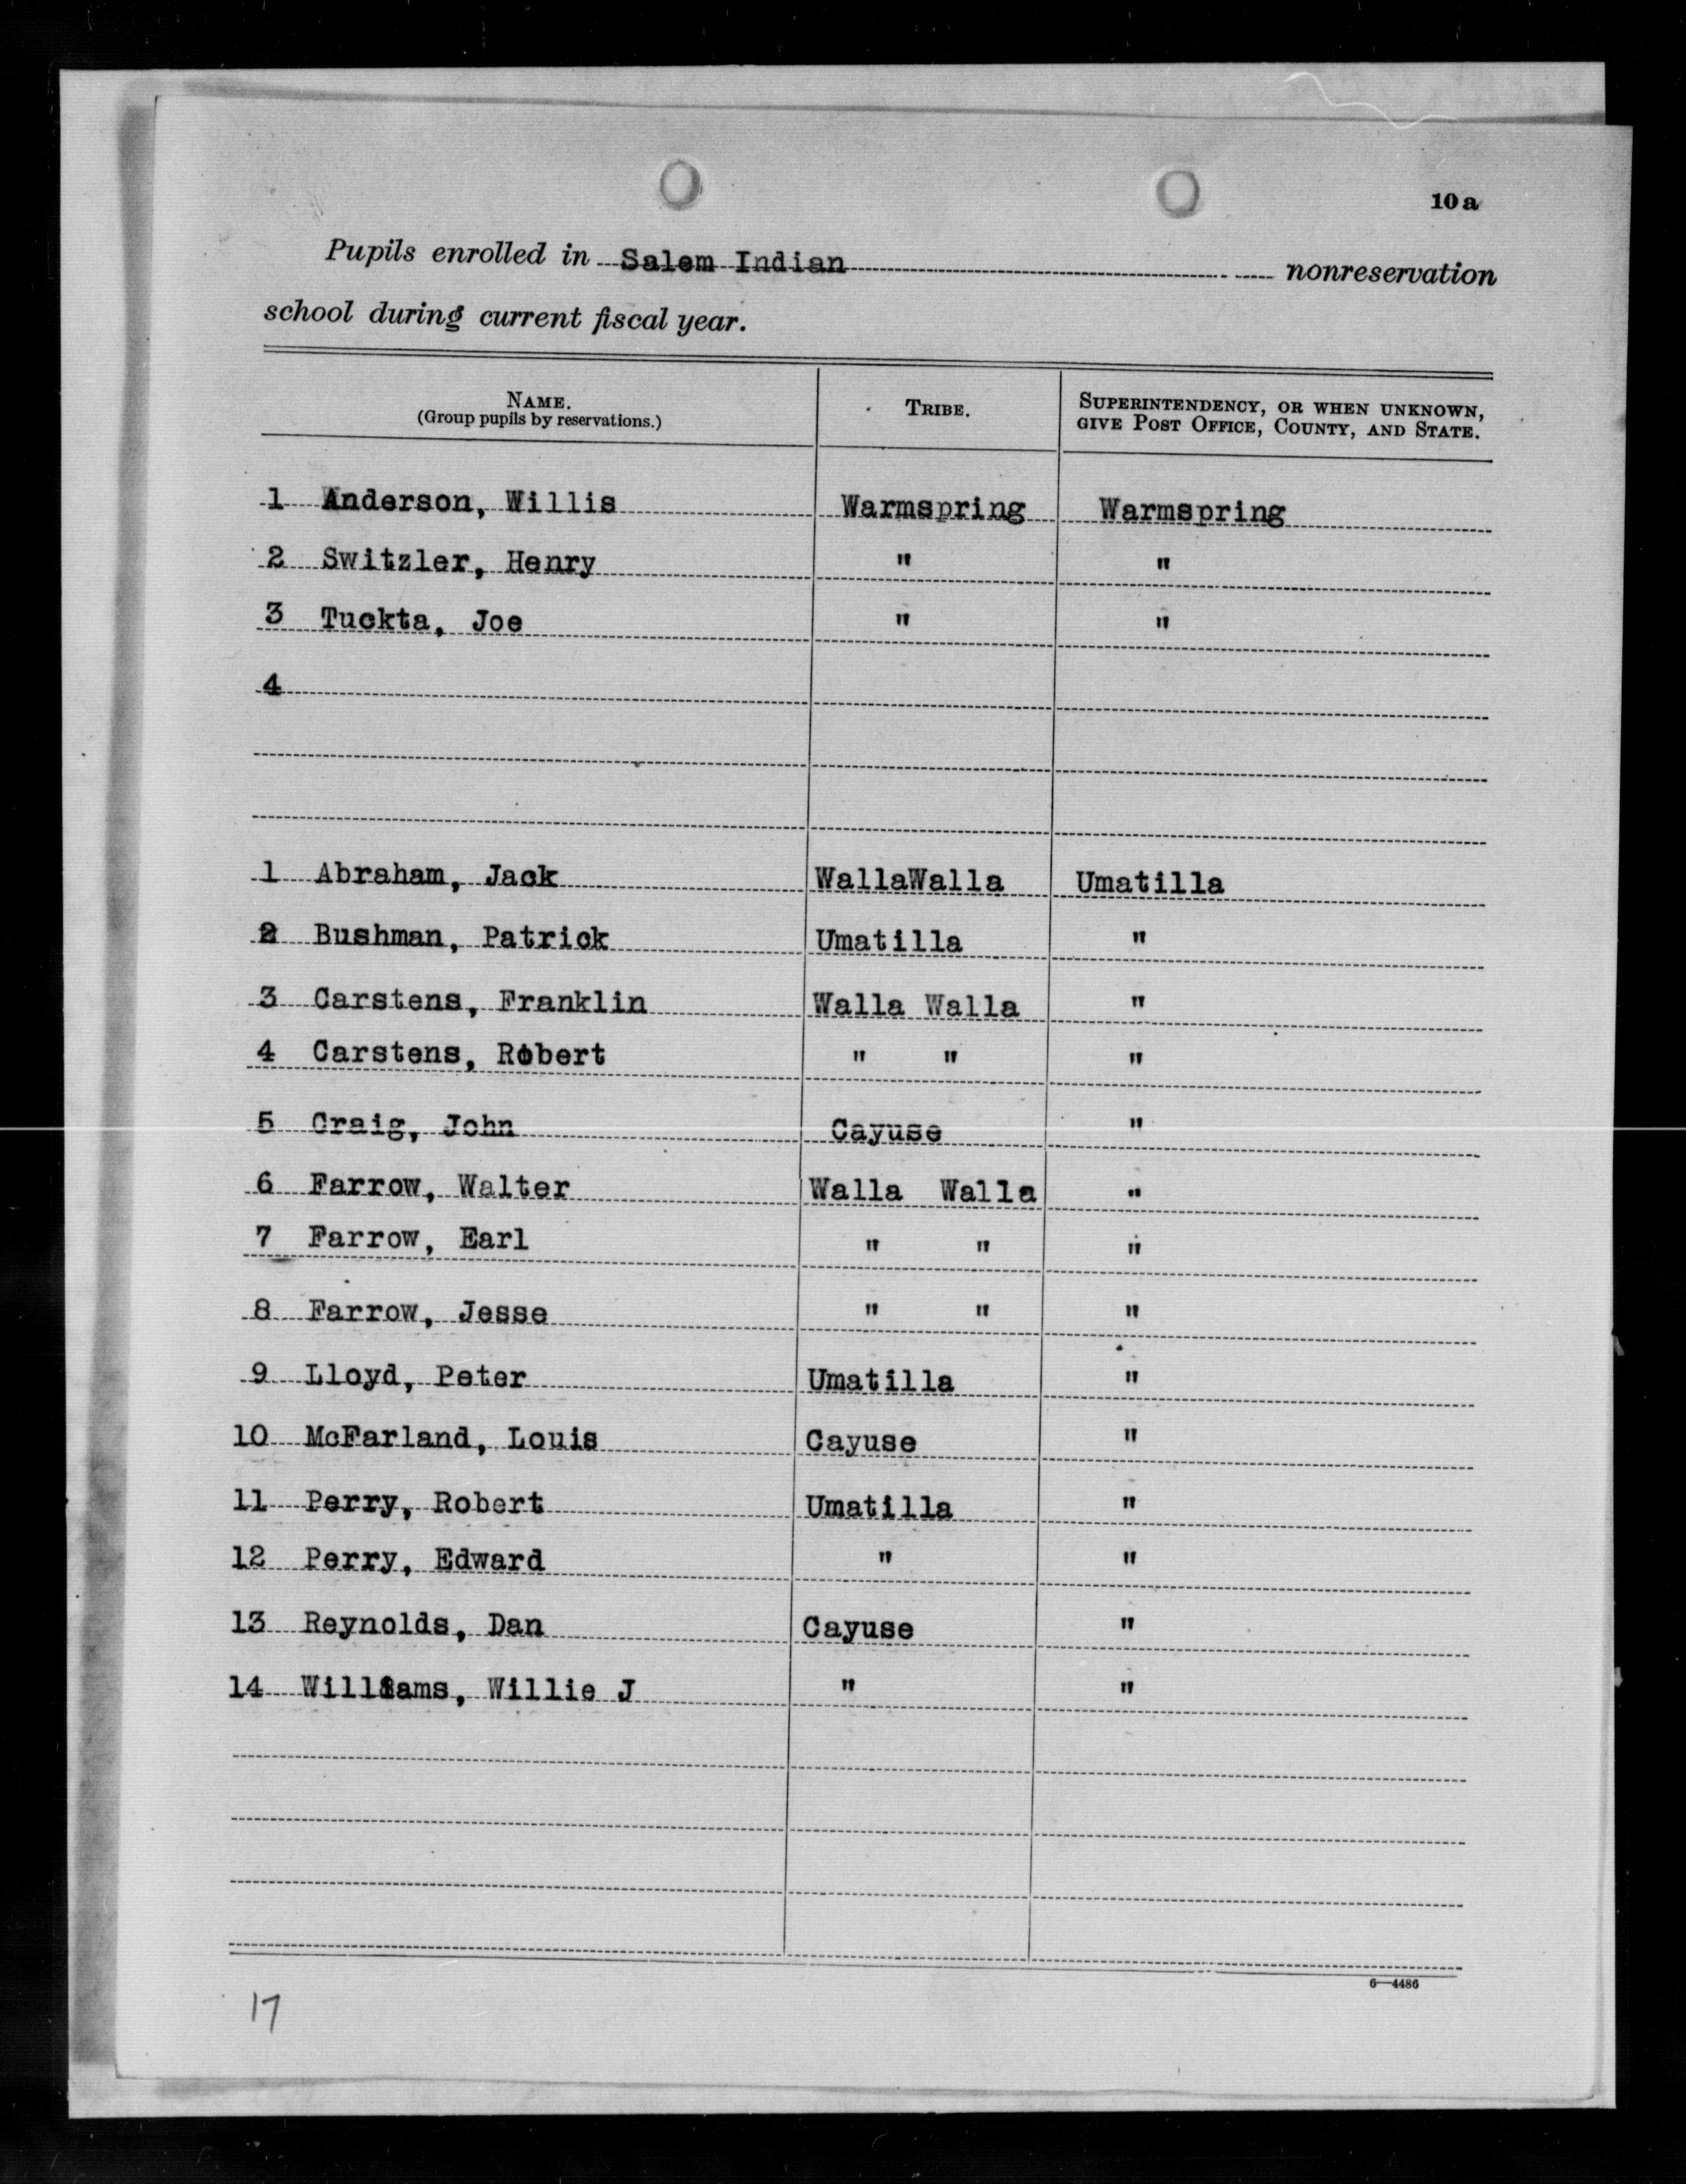 10 a
Pupils enrolled in Salem Indian nonreservation
school during current fiscal year.
NAME. TRIBE. SUPERINTENDENCY, OR WHEN UNKNOWN,
(Group pupils by reservations.) GIVE POST OFFICE, COUNTY, AND STATE.
1 Anderson, Willis Warmspring Warmspring
2 Switzler, Henry " "
3 Tuckta, Joe " "
4
1 Abraham, Jack WallaWalla Umatilla
2 Bushman, Patrick Umatilla "
3 Carstens, Franklin Walla Walla "
4 Carstens, Robert " " "
5 Craig, John Cayuse "
6 Farrow, Walter Walla Walla "
7 Farrow, Earl " " "
8 Farrow, Jesse " " "
9 Lloyd, Peter Umatilla "
10 McFarland, Louis Cayuse "
11 Perry, Robert Umatilla "
12 Perry, Edward " "
13 Reynolds, Dan Cayuse "
14 Williams, Willie J " "
6—4486
17